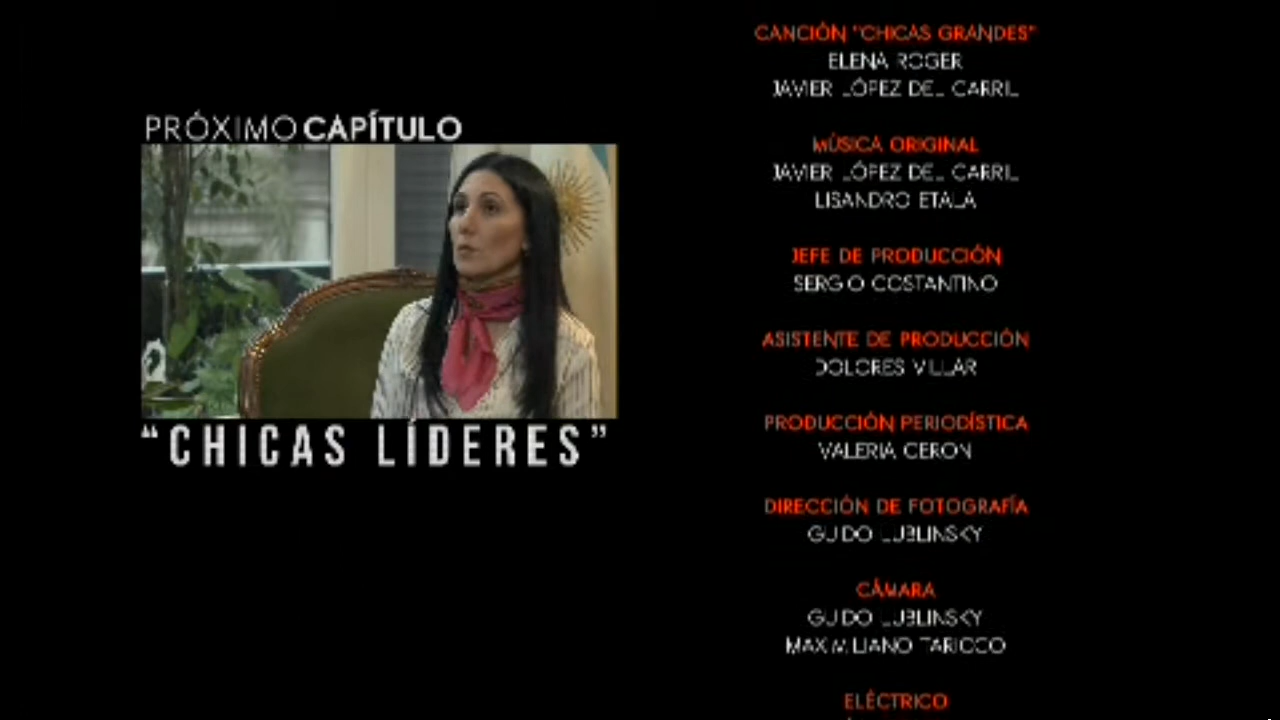 PRÓXIMO CAPÍTULO
“CHICAS LÍDERES”
CANCIÓN "CHICAS GRANDES"
ELENA ROGER
JAVIER LÓPEZ DEL CARRIL
MÚSICA ORIGINAL
JAVIER LÓPEZ DEL CARRIL
LISANDRO ETALA
JEFE DE PRODUCCIÓN
SERGIO COSTANTINO
ASISTENTE DE PRODUCCIÓN
DOLORES VILLAR
PRODUCCIÓN PERIODÍSTICA
VALERIA CERON
DIRECCIÓN DE FOTOGRAFÍA
GUIDO LUBLINSKY
CÁMARA
GUIDO LUBLINSKY
MAXIMILIANO TARICCO
ELÉCTRICO